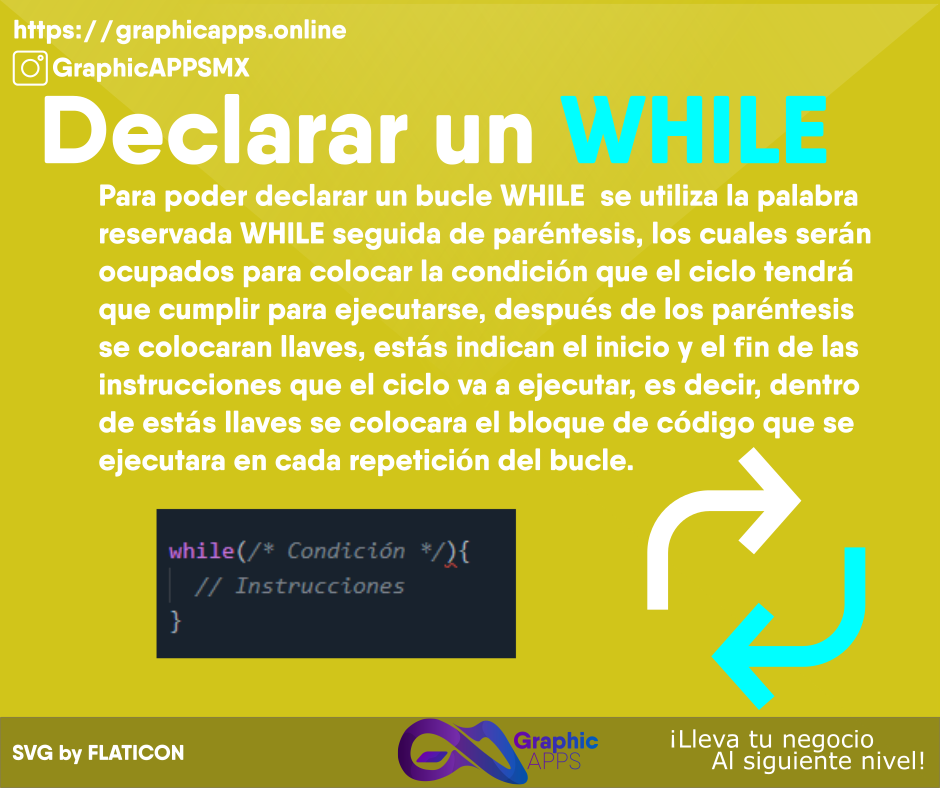 https://graphicapps.online
GraphicAPPSMX
Declarar un WHILE
Para poder declarar un bucle WHILE se utiliza la palabra
reservada WHILE seguida de paréntesis, los cuales serán
ocupados para colocar la condición que el ciclo tendrá
que cumplir para ejecutarse, después de los paréntesis
se colocaran llaves, estás indican el inicio y el fin de las
instrucciones que el ciclo va a ejecutar, es decir, dentro
de estás llaves se colocara el bloque de código que se
ejecutara en cada repetición del bucle.
while(/* Condición */){
// Instrucciones
}
SVG by FLATICON
Graphic
APPS
¡Lleva tu negocio
Al siguiente nivel!